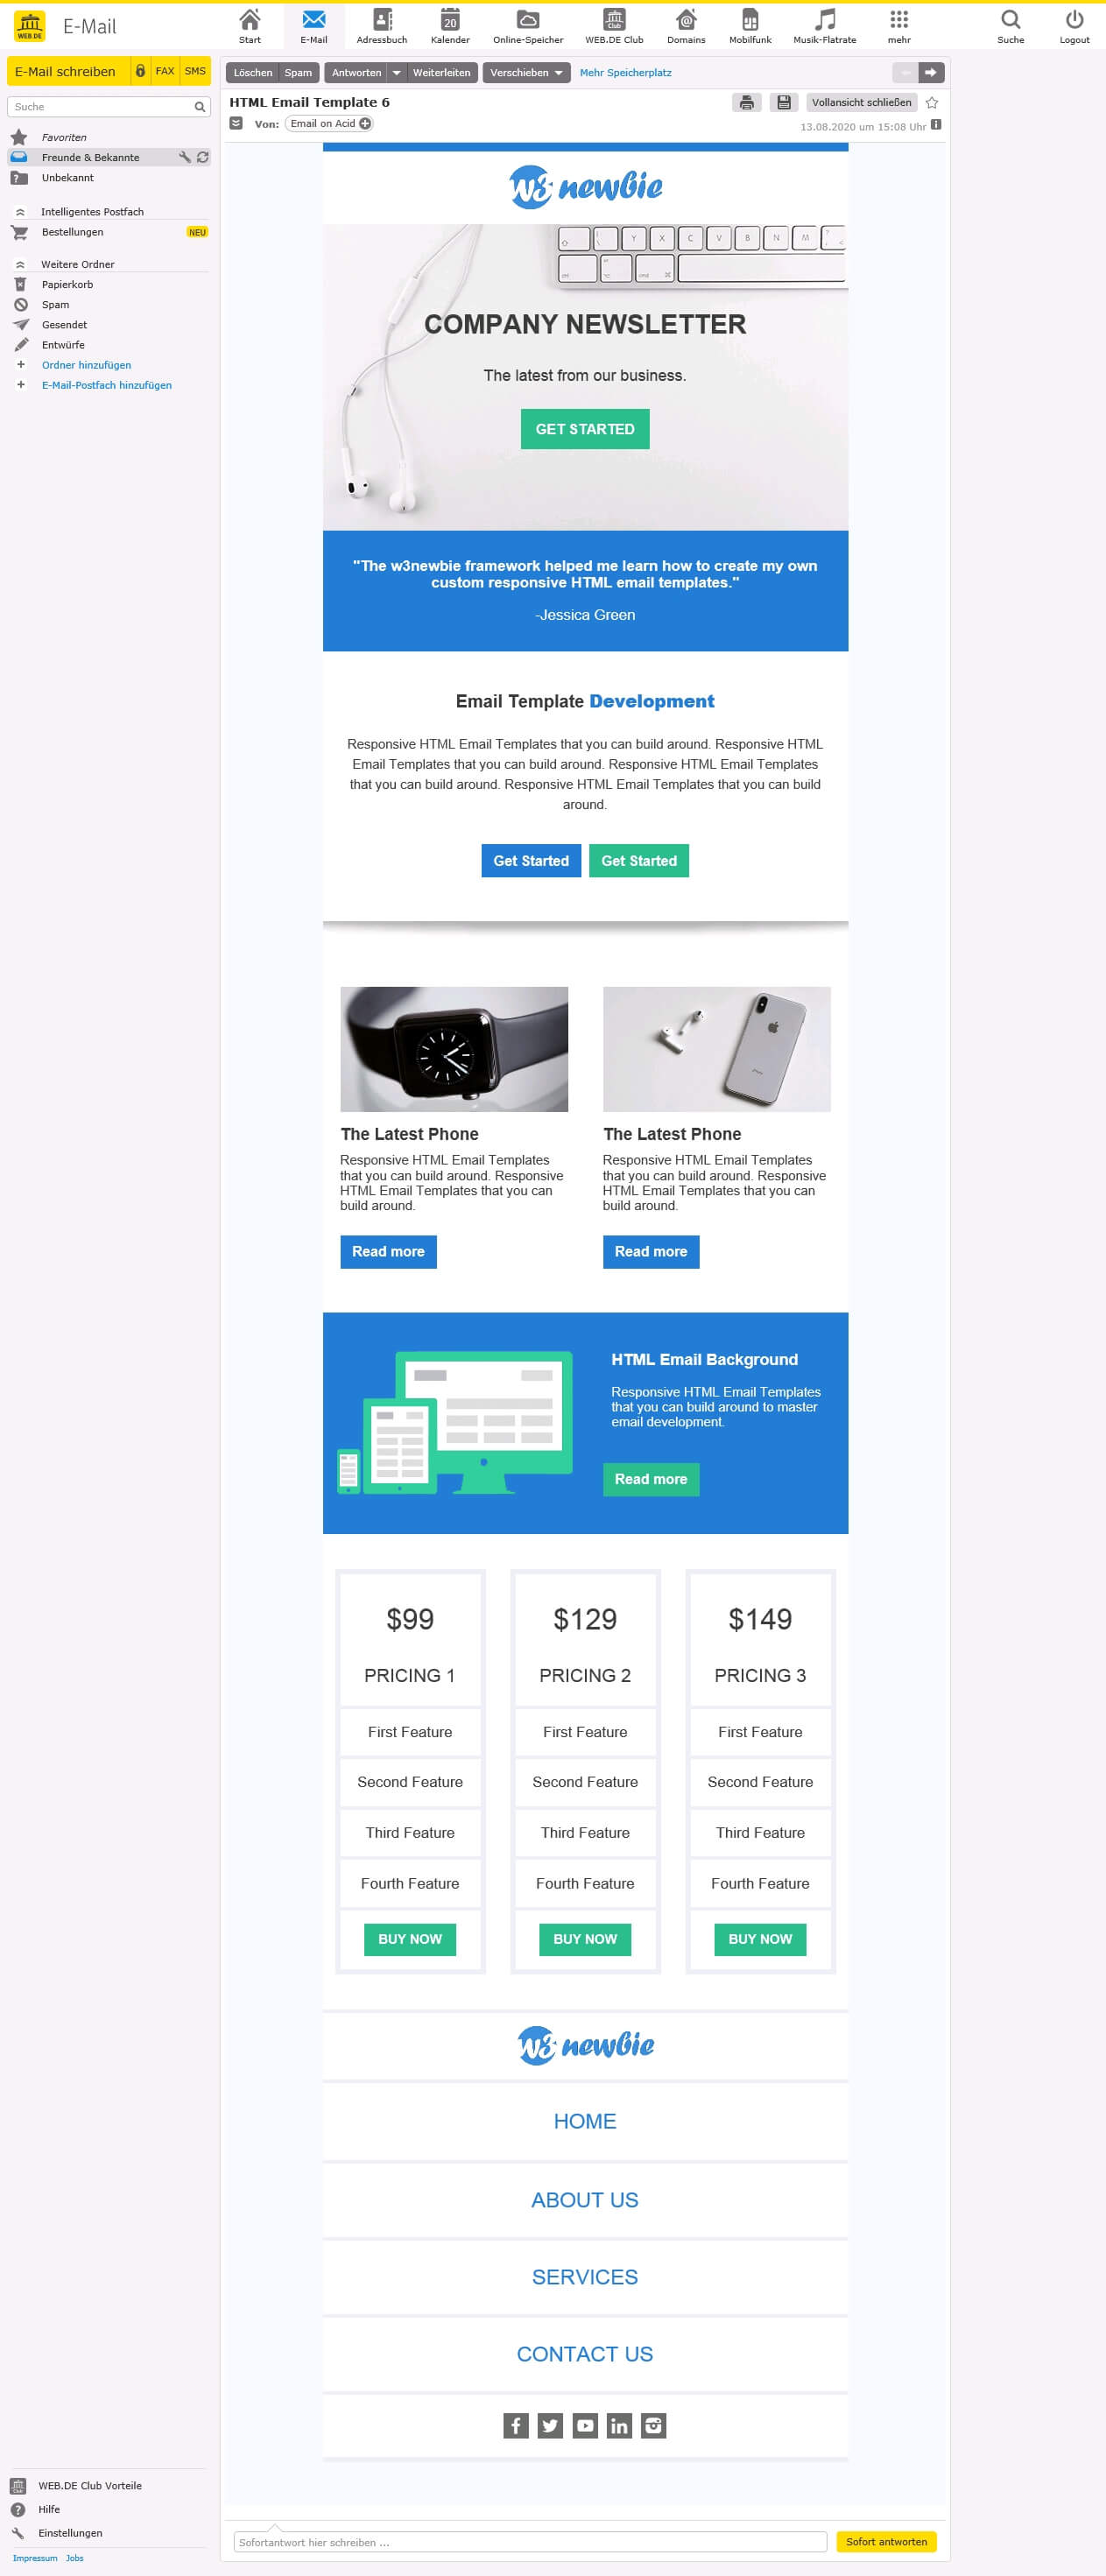 WEB.DE E-Mail
Start E-Mail Adressbuch 20 Kalender Online-Speicher Club WEB.DE Club Domains Mobilfunk Musik-Flatrate mehr Suche Logout
E-Mail schreiben FAX SMS
Suche
Favoriten
Freunde & Bekannte
Unbekannt
Intelligentes Postfach
Bestellungen NEU
Weitere Ordner
Papierkorb
Spam
Gesendet
Entwürfe
Ordner hinzufügen
E-Mail-Postfach hinzufügen
Löschen Spam Antworten Weiterleiten Verschieben Mehr Speicherplatz
HTML Email Template 6
Vollansicht schließen
Von: Email on Acid
13.08.2020 um 15:08 Uhr
w3 newbie
Y X C V B N M
alt cmd
COMPANY NEWSLETTER
The latest from our business.
GET STARTED
"The w3newbie framework helped me learn how to create my own
custom responsive HTML email templates."
-Jessica Green
Email Template Development
Responsive HTML Email Templates that you can build around. Responsive HTML
Email Templates that you can build around. Responsive HTML Email Templates
that you can build around. Responsive HTML Email Templates that you can build
around.
Get Started Get Started
The Latest Phone
Responsive HTML Email Templates
that you can build around. Responsive
HTML Email Templates that you can
build around.
Read more
The Latest Phone
Responsive HTML Email Templates
that you can build around. Responsive
HTML Email Templates that you can
build around.
Read more
HTML Email Background
Responsive HTML Email Templates
that you can build around to master
email development.
Read more
$99
PRICING 1
First Feature
Second Feature
Third Feature
Fourth Feature
BUY NOW
$129
PRICING 2
First Feature
Second Feature
Third Feature
Fourth Feature
BUY NOW
$149
PRICING 3
First Feature
Second Feature
Third Feature
Fourth Feature
BUY NOW
w3 newbie
HOME
ABOUT US
SERVICES
CONTACT US
WEB.DE Club Vorteile
Hilfe
Einstellungen
Impressum Jobs
Sofortantwort hier schreiben ...
Sofort antworten